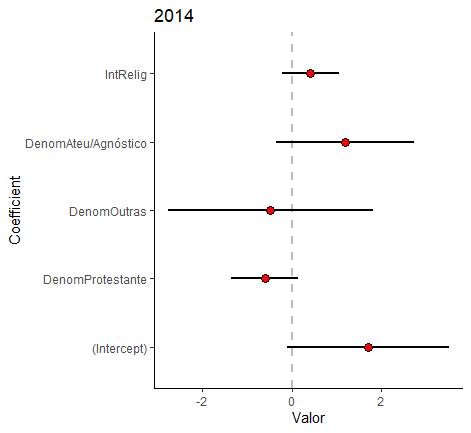 2014
Coefficient
IntRelig
DenomAteu/Agnóstico
DenomOutras
DenomProtestante
(Intercept)
-2 0 2
Valor